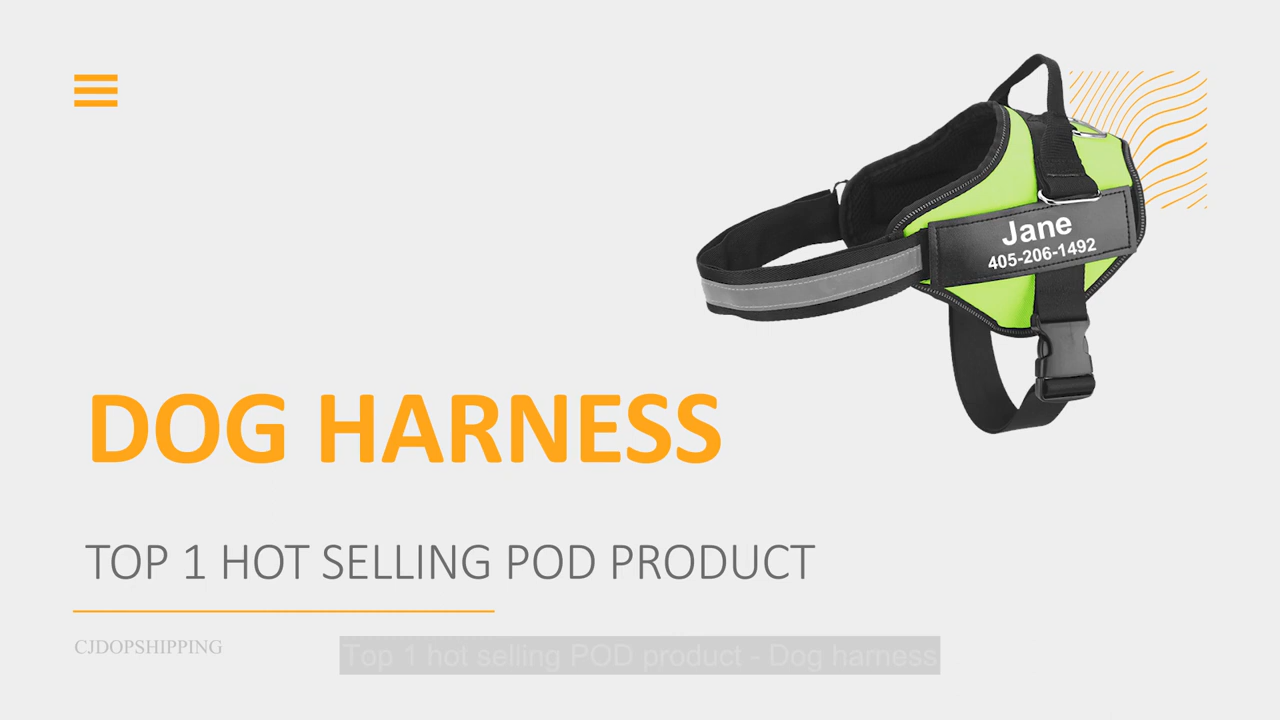 Jane
405-206-1492
DOG HARNESS
TOP 1 HOT SELLING POD PRODUCT
CJDOPSHIPPING
Top 1 hot selling POD product - Dog harness